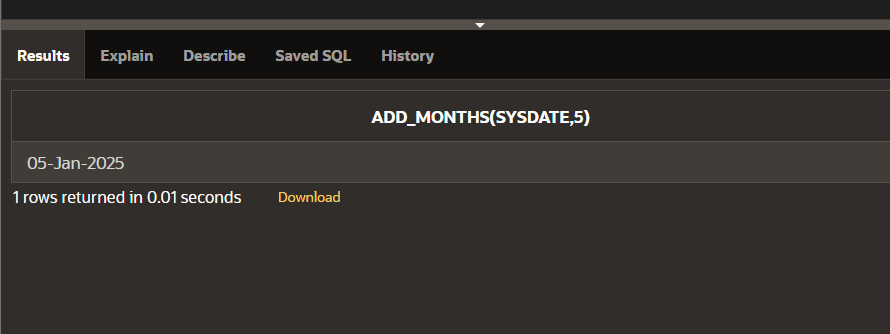 Results Explain Describe Saved SQL History
ADD_MONTHS(SYSDATE,5)
05-Jan-2025
1 rows returned in 0.01 seconds Download